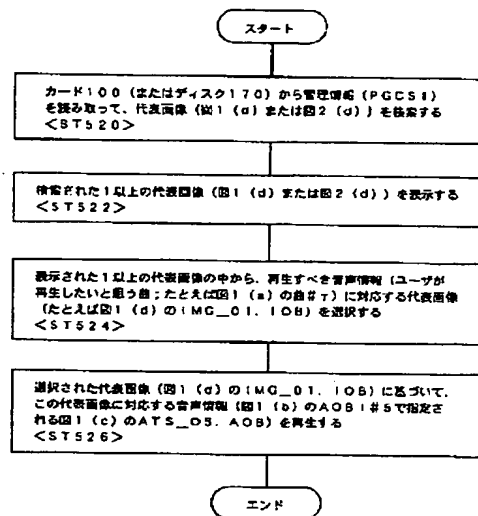 スタート
カード100(またはディスク170)から管理情報(PGCSI)
を読み取って、代表画像(図1(d)または図2(d))を検索する
<ST520>
検索された1以上の代表画像(図1(d)または図2(d))を表示する
<ST522>
表示された1以上の代表画像の中から、再生すべき音声情報(ユーザが
再生したいと思う曲;たとえば図1(a)の曲#γ)に対応する代表画像
(たとえば図1(d)のIMG_01.IOB)を選択する
<ST524>
選択された代表画像(図1(d)のIMG_01.IOB)に基づいて、
この代表画像に対応する音声情報(図1(b)のAOBI#5で指定さ
れる図1(c)のATS_05.AOB)を再生する
<ST526>
エンド